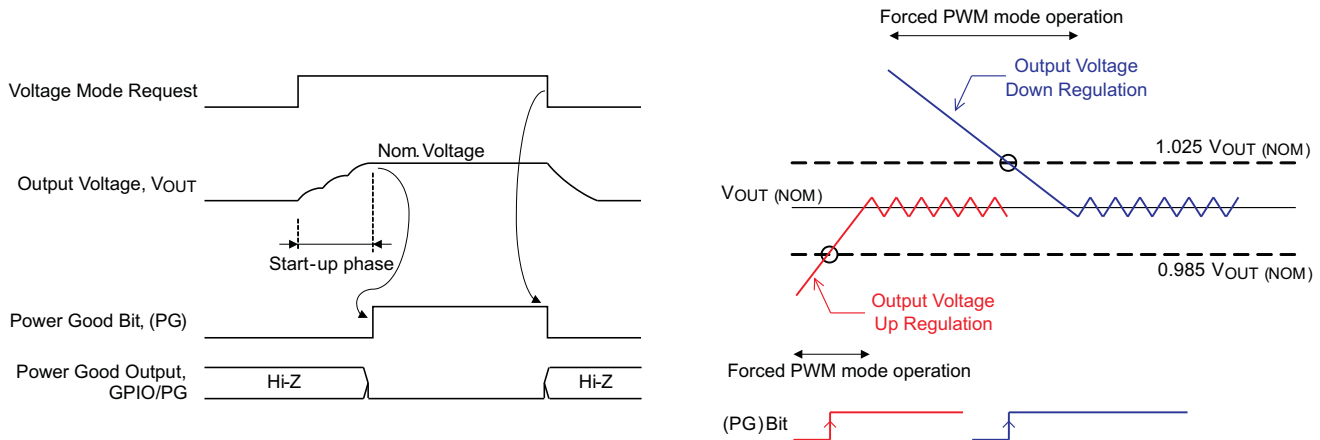 Voltage Mode Request
Nom. Voltage
Output Voltage, VOUT
Start-up phase
Power Good Bit, (PG)
Power Good Output,
GPIO/PG
Hi-Z
Hi-Z
Forced PWM mode operation
Output Voltage
Down Regulation
1.025 VOUT (NOM)
VOUT (NOM)
0.985 VOUT (NOM)
Output Voltage
Up Regulation
Forced PWM mode operation
(PG) Bit